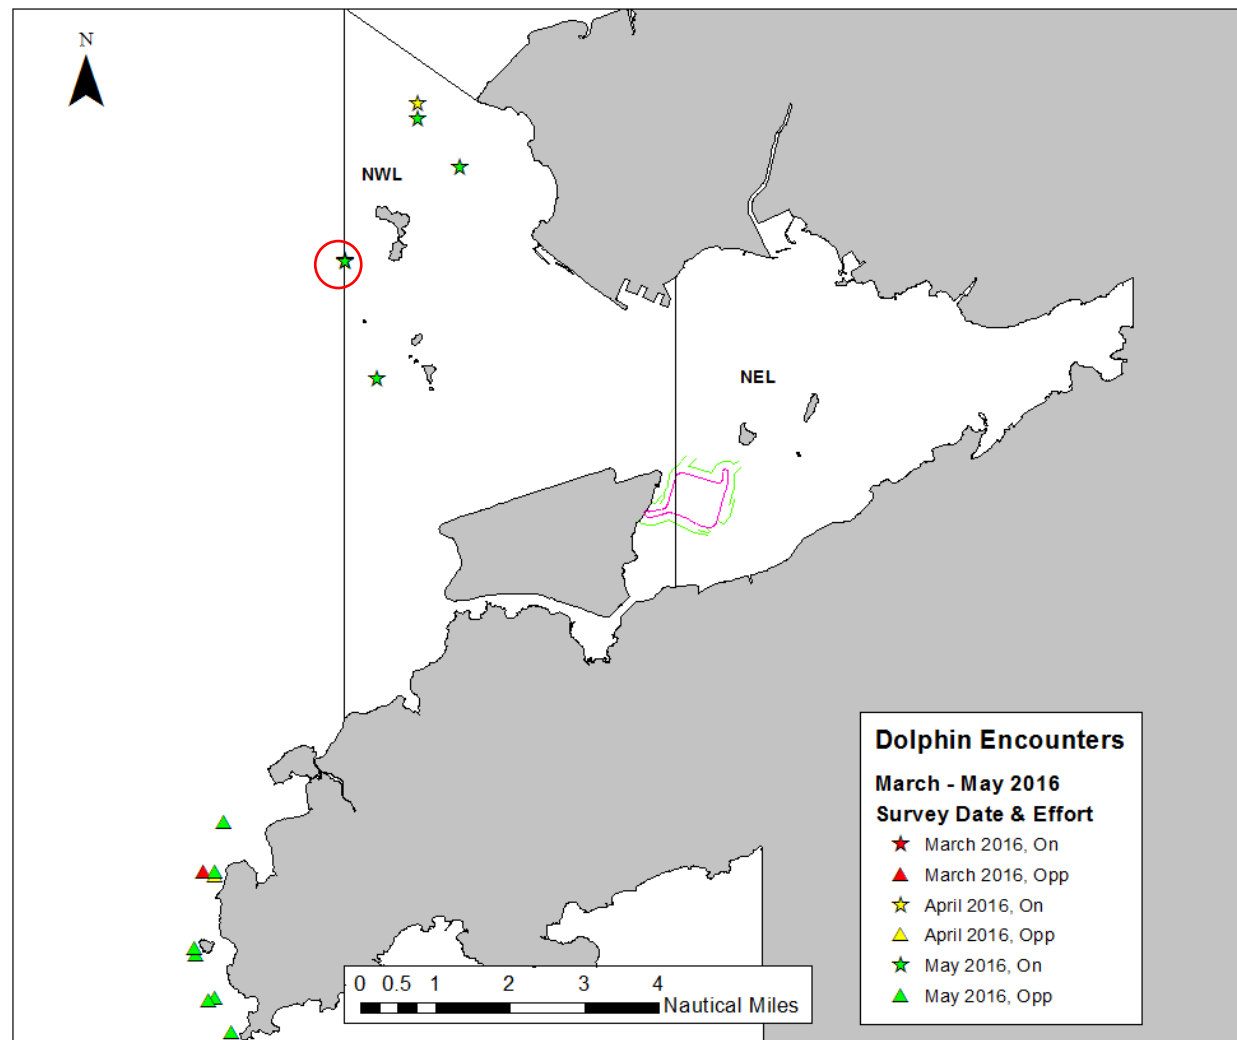 N
NWL
NEL
Dolphin Encounters
March - May 2016
Survey Date & Effort
March 2016, On
March 2016, Opp
April 2016, On
April 2016, Opp
May 2016, On
May 2016, Opp
0 0.5 1 2 3 4
Nautical Miles